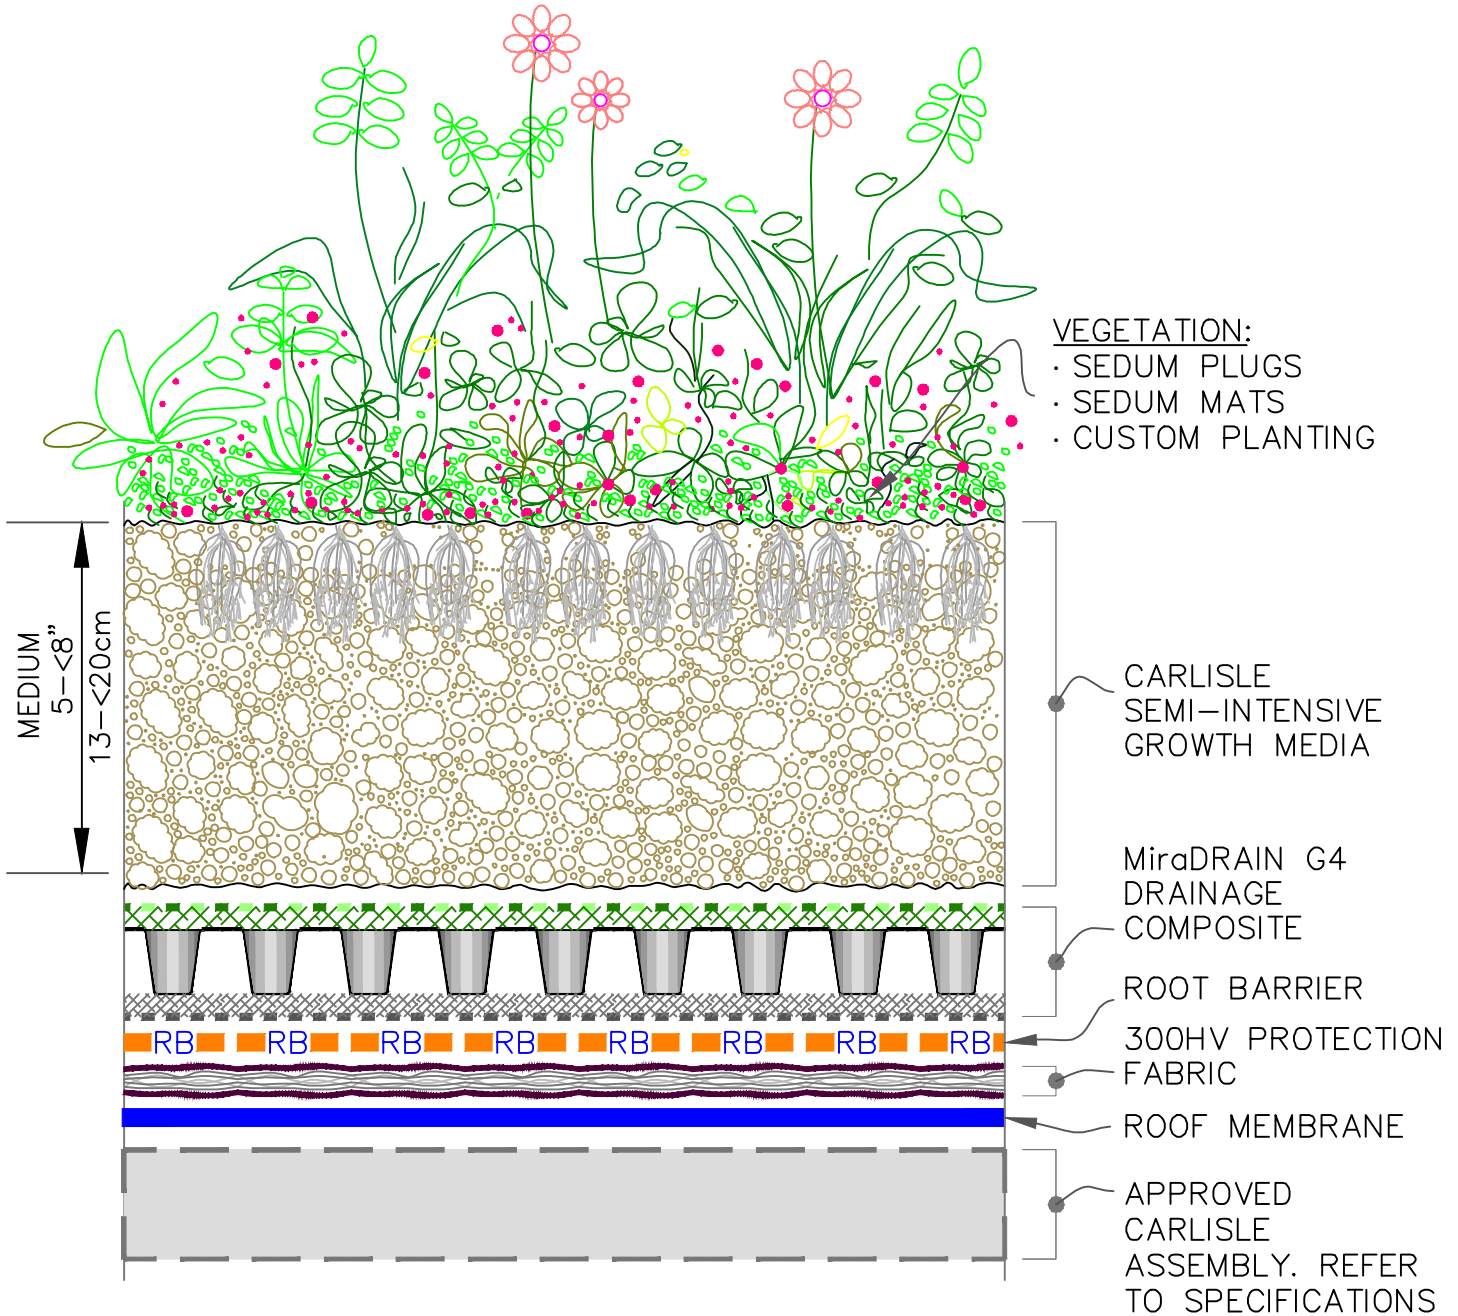 VEGETATION:
· SEDUM PLUGS
· SEDUM MATS
· CUSTOM PLANTING
MEDIUM
5-<8"
13-<20cm
CARLISLE
SEMI-INTENSIVE
GROWTH MEDIA
MiraDRAIN G4
DRAINAGE
COMPOSITE
ROOT BARRIER
RB RB RB RB RB RB RB RB
300HV PROTECTION
FABRIC
ROOF MEMBRANE
APPROVED
CARLISLE
ASSEMBLY. REFER
TO SPECIFICATIONS